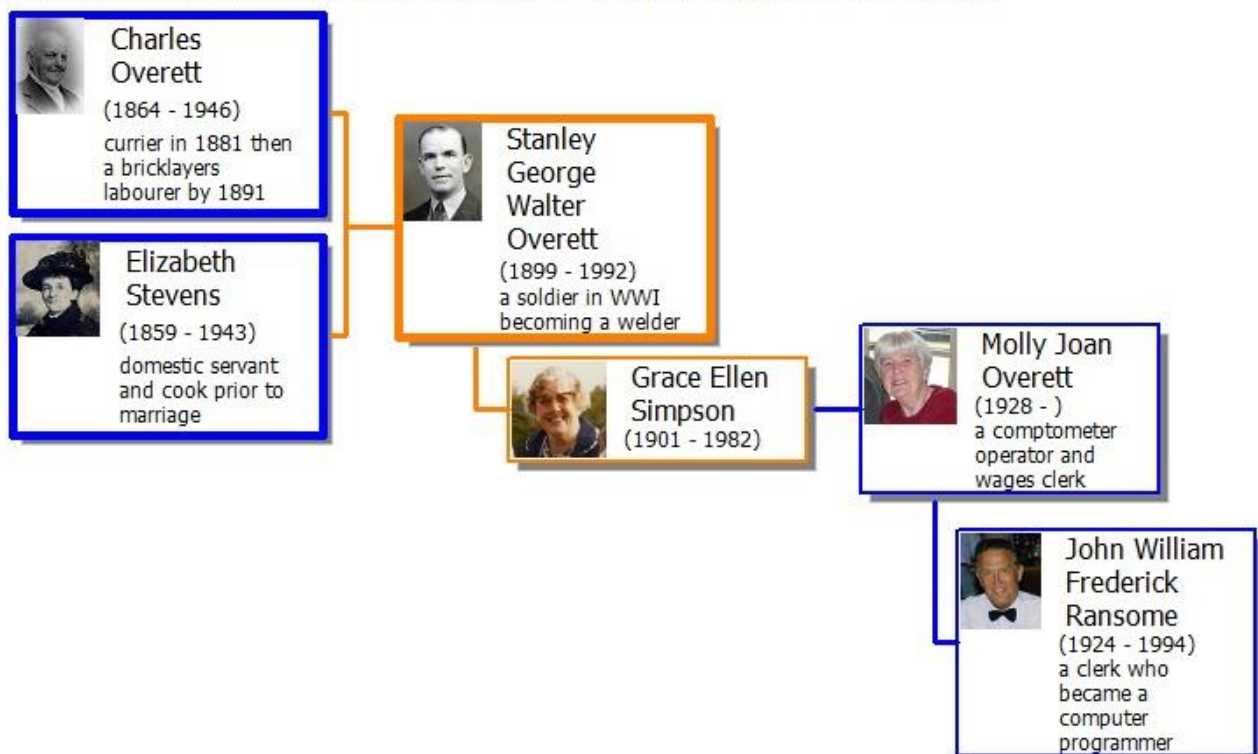 Charles
Overett
(1864 - 1946)
currier in 1881 then
a bricklayers
labourer by 1891
Elizabeth
Stevens
(1859 - 1943)
domestic servant
and cook prior to
marriage
Stanley
George
Walter
Overett
(1899 - 1992)
a soldier in WWI
becoming a welder
Grace Ellen
Simpson
(1901 - 1982)
Molly Joan
Overett
(1928 - )
a comptometer
operator and
wages clerk
John William
Frederick
Ransome
(1924 - 1994)
a clerk who
became a
computer
programmer